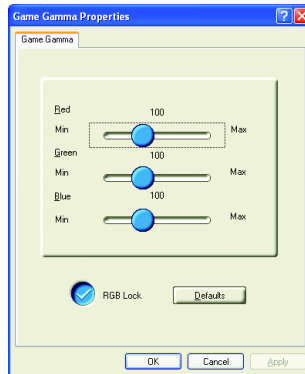 Game Gamma Properties
Game Gamma
Red
100
Min Max
Green
100
Min Max
Blue
100
Min Max
RGB Lock Defaults
OK Cancel Apply